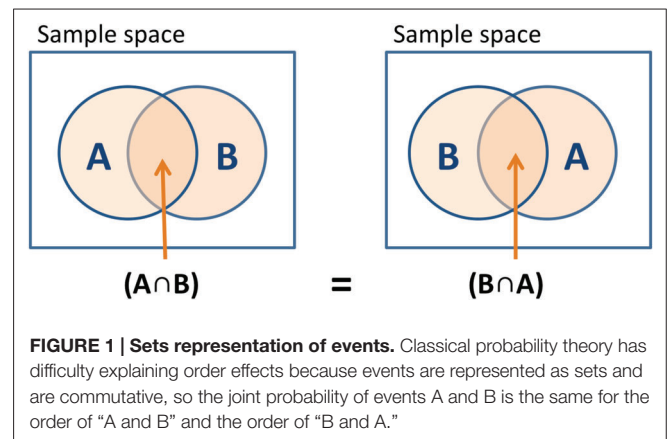 Sample space
Sample space
A
B
B
A
(A∩B)
=
(B∩A)
FIGURE 1 | Sets representation of events. Classical probability theory has
difficulty explaining order effects because events are represented as sets and
are commutative, so the joint probability of events A and B is the same for the
order of “A and B” and the order of “B and A.”